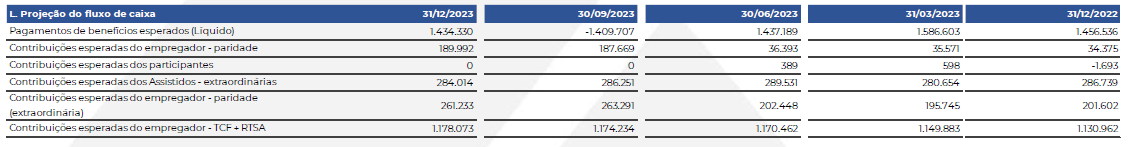 L. Projeção do fluxo de caixa 31/12/2023 30/09/2023 30/06/2023 31/03/2023 31/12/2022
Pagamentos de benefícios esperados (Líquido) 1.434.330 -1.409.707 1.437.189 1.586.603 1.456.536
Contribuições esperadas do empregador - paridade 189.992 187.669 36.393 35.571 34.375
Contribuições esperadas dos participantes 0 0 389 598 -1.693
Contribuições esperadas dos Assistidos - extraordinárias 284.014 286.251 289.531 280.654 286.739
Contribuições esperadas do empregador - paridade
(extraordinária) 261.233 263.291 202.448 195.745 201.602
Contribuições esperadas do empregador - TCF + RTSA 1.178.073 1.174.234 1.170.462 1.149.883 1.130.962